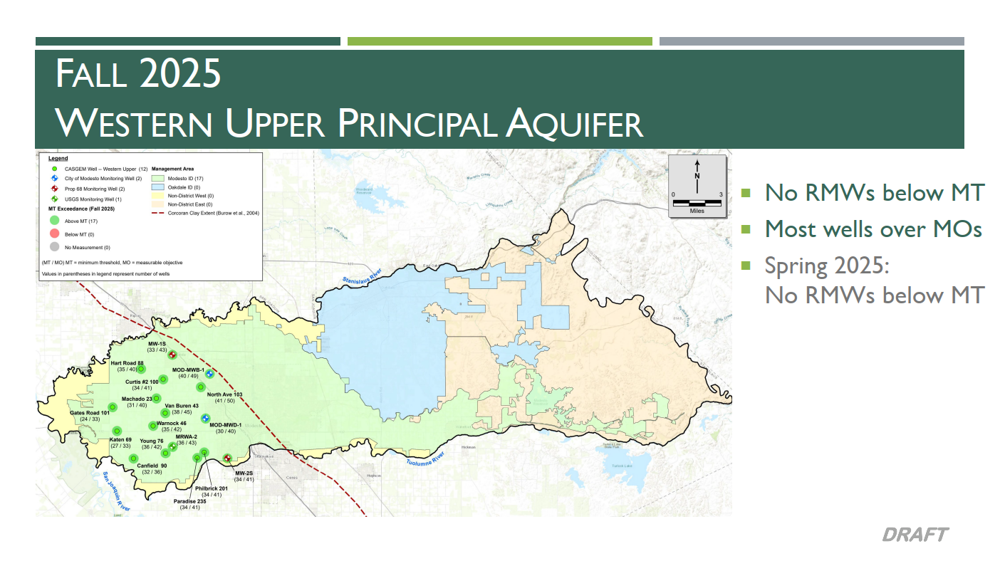 FALL 2025
WESTERN UPPER PRINCIPAL AQUIFER
Legend
CASGEM Well – Western Upper (12)
City of Modesto Monitoring Well (2)
Prop 68 Monitoring Well (2)
USGS Monitoring Well (1)
MT Exceedance (Fall 2025)
Above MT (17)
Below MT (0)
No Measurement (0)
Management Area
Modesto ID (17)
Oakdale ID (0)
Non-District West (0)
Non-District East (0)
Corcoran Clay Extent (Burow et al., 2004)
(MT / MO) MT = minimum threshold, MO = measurable objective
Values in parentheses in legend represent number of wells
N
0 3
Miles
No RMWs below MT
Most wells over MOs
Spring 2025:
No RMWs below MT
Stanislaus River
MW-1S
(33 / 43)
Hart Road 88
(35 / 40)
MOD-MWB-1
(40 / 49)
Curtis #2 100
(34 / 41)
North Ave 103
(41 / 50)
Machado 23
(31 / 40)
Van Buren 43
(38 / 45)
Gates Road 101
(24 / 33)
Warnock 46
(35 / 42)
MOD-MWD-1
(30 / 40)
Katen 69
(27 / 33)
Young 76
(36 / 42)
MRWA-2
(36 / 43)
Canfield 90
(32 / 36)
MW-2S
(34 / 41)
Philbrick 201
(34 / 41)
Paradise 235
(34 / 41)
San Joaquin River
Tuolumne River
Ripon
Ceres
Hughson
Hickman
DRAFT